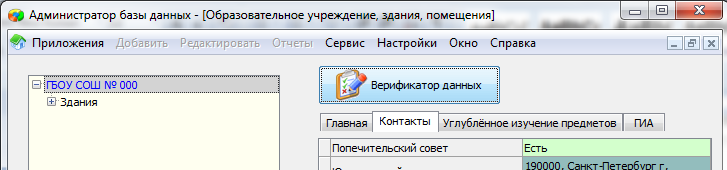 Администратор базы данных - [Образовательное учреждение, здания, помещения]
Приложения Добавить Редактировать Отчеты Сервис Настройки Окно Справка
ГБОУ СОШ № 000
Здания
Верификатор данных
Главная Контакты Углублённое изучение предметов ГИА
Попечительский совет Есть
190000, Санкт-Петербург г,